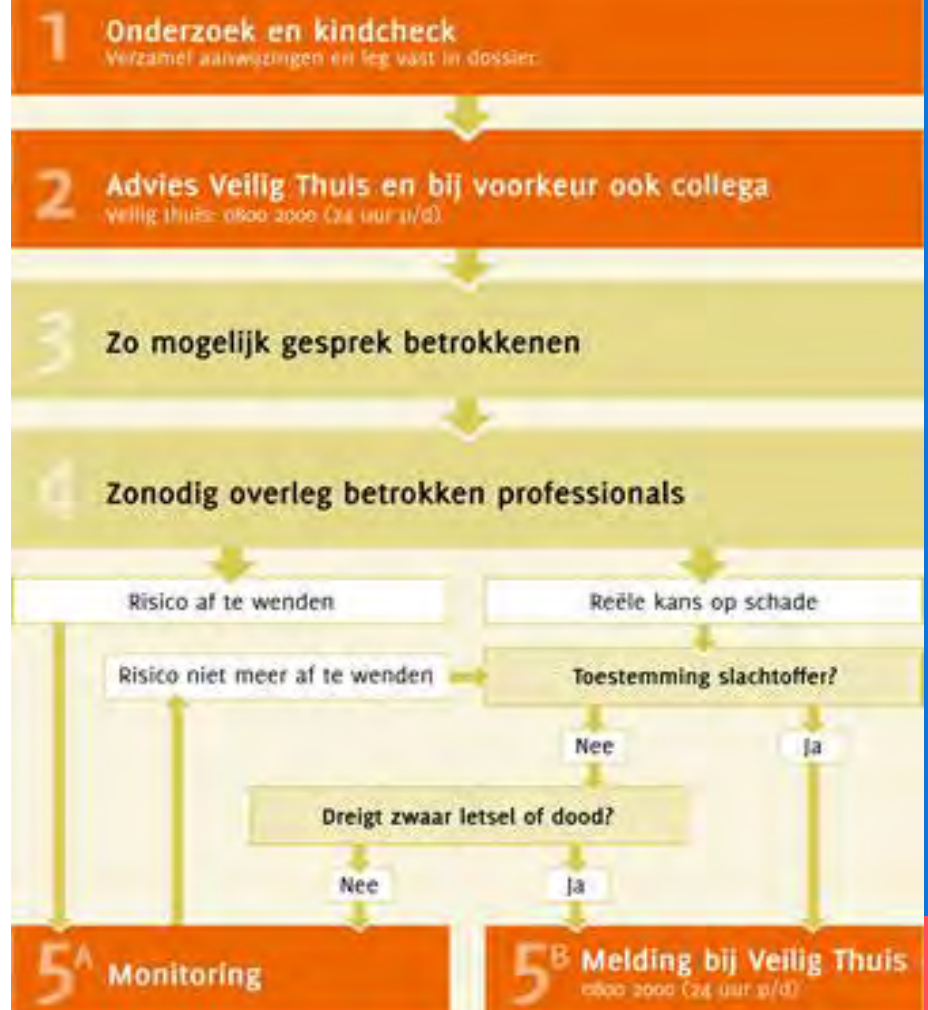 1 Onderzoek en kindcheck
Verzamel aanwijzingen en leg vast in dossier.
2 Advies Veilig Thuis en bij voorkeur ook collega
Veilig thuis: 0800 2000 (24 uur p/d)
3 Zo mogelijk gesprek betrokkenen
4 Zonodig overleg betrokken professionals
Risico af te wenden
Reële kans op schade
Risico niet meer af te wenden
Toestemming slachtoffer?
Nee
Ja
Dreigt zwaar letsel of dood?
Nee
Ja
5A Monitoring
5B Melding bij Veilig Thuis
0800 2000 (24 uur p/d)